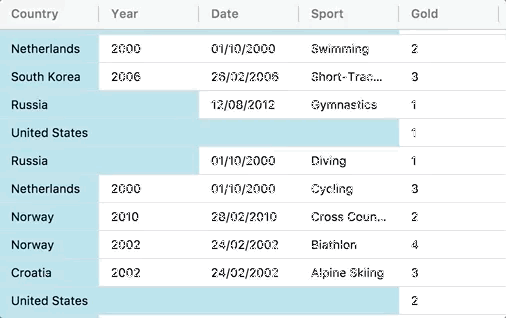 Country Year Date Sport Gold
Netherlands 2000 01/10/2000 Swimming 2
South Korea 2006 26/02/2006 Short-Trac... 3
Russia 12/08/2012 Gymnastics 1
United States 1
Russia 01/10/2000 Diving 1
Netherlands 2000 01/10/2000 Cycling 3
Norway 2010 28/02/2010 Cross Coun... 2
Norway 2002 24/02/2002 Biathlon 4
Croatia 2002 24/02/2002 Alpine Skiing 3
United States 2